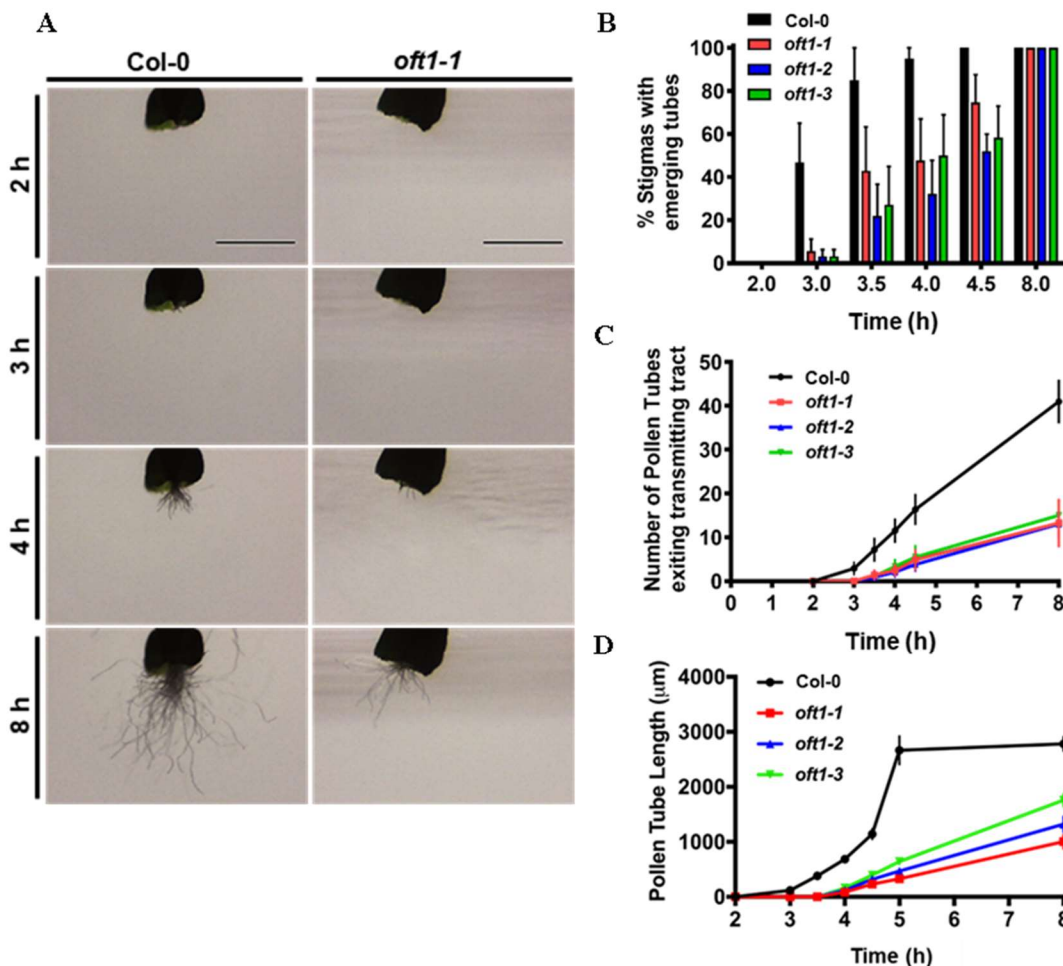 A
Col-0
oft1-1
2 h
3 h
4 h
8 h
B
Col-0
oft1-1
oft1-2
oft1-3
% Stigmas with
emerging tubes
100
80
60
40
20
0
2.0 3.0 3.5 4.0 4.5 8.0
Time (h)
C
Col-0
oft1-1
oft1-2
oft1-3
Number of Pollen Tubes
exiting transmitting tract
50
40
30
20
10
0
0 1 2 3 4 5 6 7 8
Time (h)
D
Col-0
oft1-1
oft1-2
oft1-3
Pollen Tube Length (μm)
4000
3000
2000
1000
0
2 3 4 5 6 7 8
Time (h)